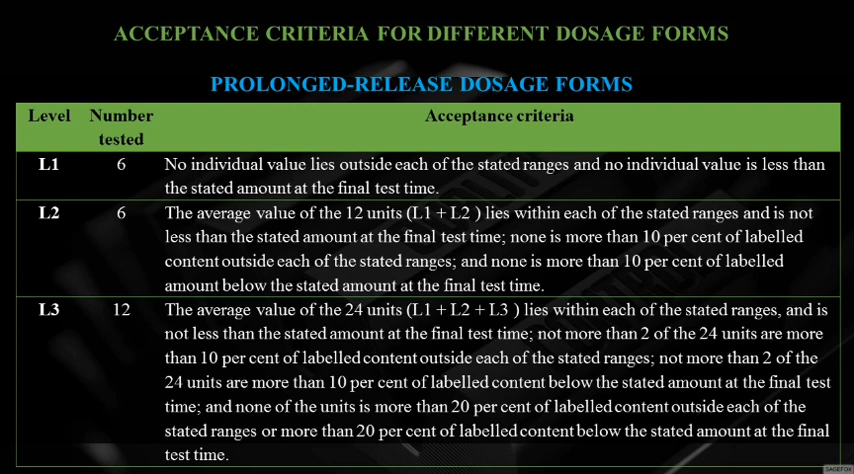 ACCEPTANCE CRITERIA FOR DIFFERENT DOSAGE FORMS
PROLONGED-RELEASE DOSAGE FORMS
Level Number tested Acceptance criteria
L1 6 No individual value lies outside each of the stated ranges and no individual value is less than
the stated amount at the final test time.
L2 6 The average value of the 12 units (L1 + L2 ) lies within each of the stated ranges and is not
less than the stated amount at the final test time; none is more than 10 per cent of labelled
content outside each of the stated ranges; and none is more than 10 per cent of labelled
amount below the stated amount at the final test time.
L3 12 The average value of the 24 units (L1 + L2 + L3 ) lies within each of the stated ranges, and is
not less than the stated amount at the final test time; not more than 2 of the 24 units are more
than 10 per cent of labelled content outside each of the stated ranges; not more than 2 of the
24 units are more than 10 per cent of labelled content below the stated amount at the final test
time; and none of the units is more than 20 per cent of labelled content outside each of the
stated ranges or more than 20 per cent of labelled content below the stated amount at the final
test time.
SAGEFOX